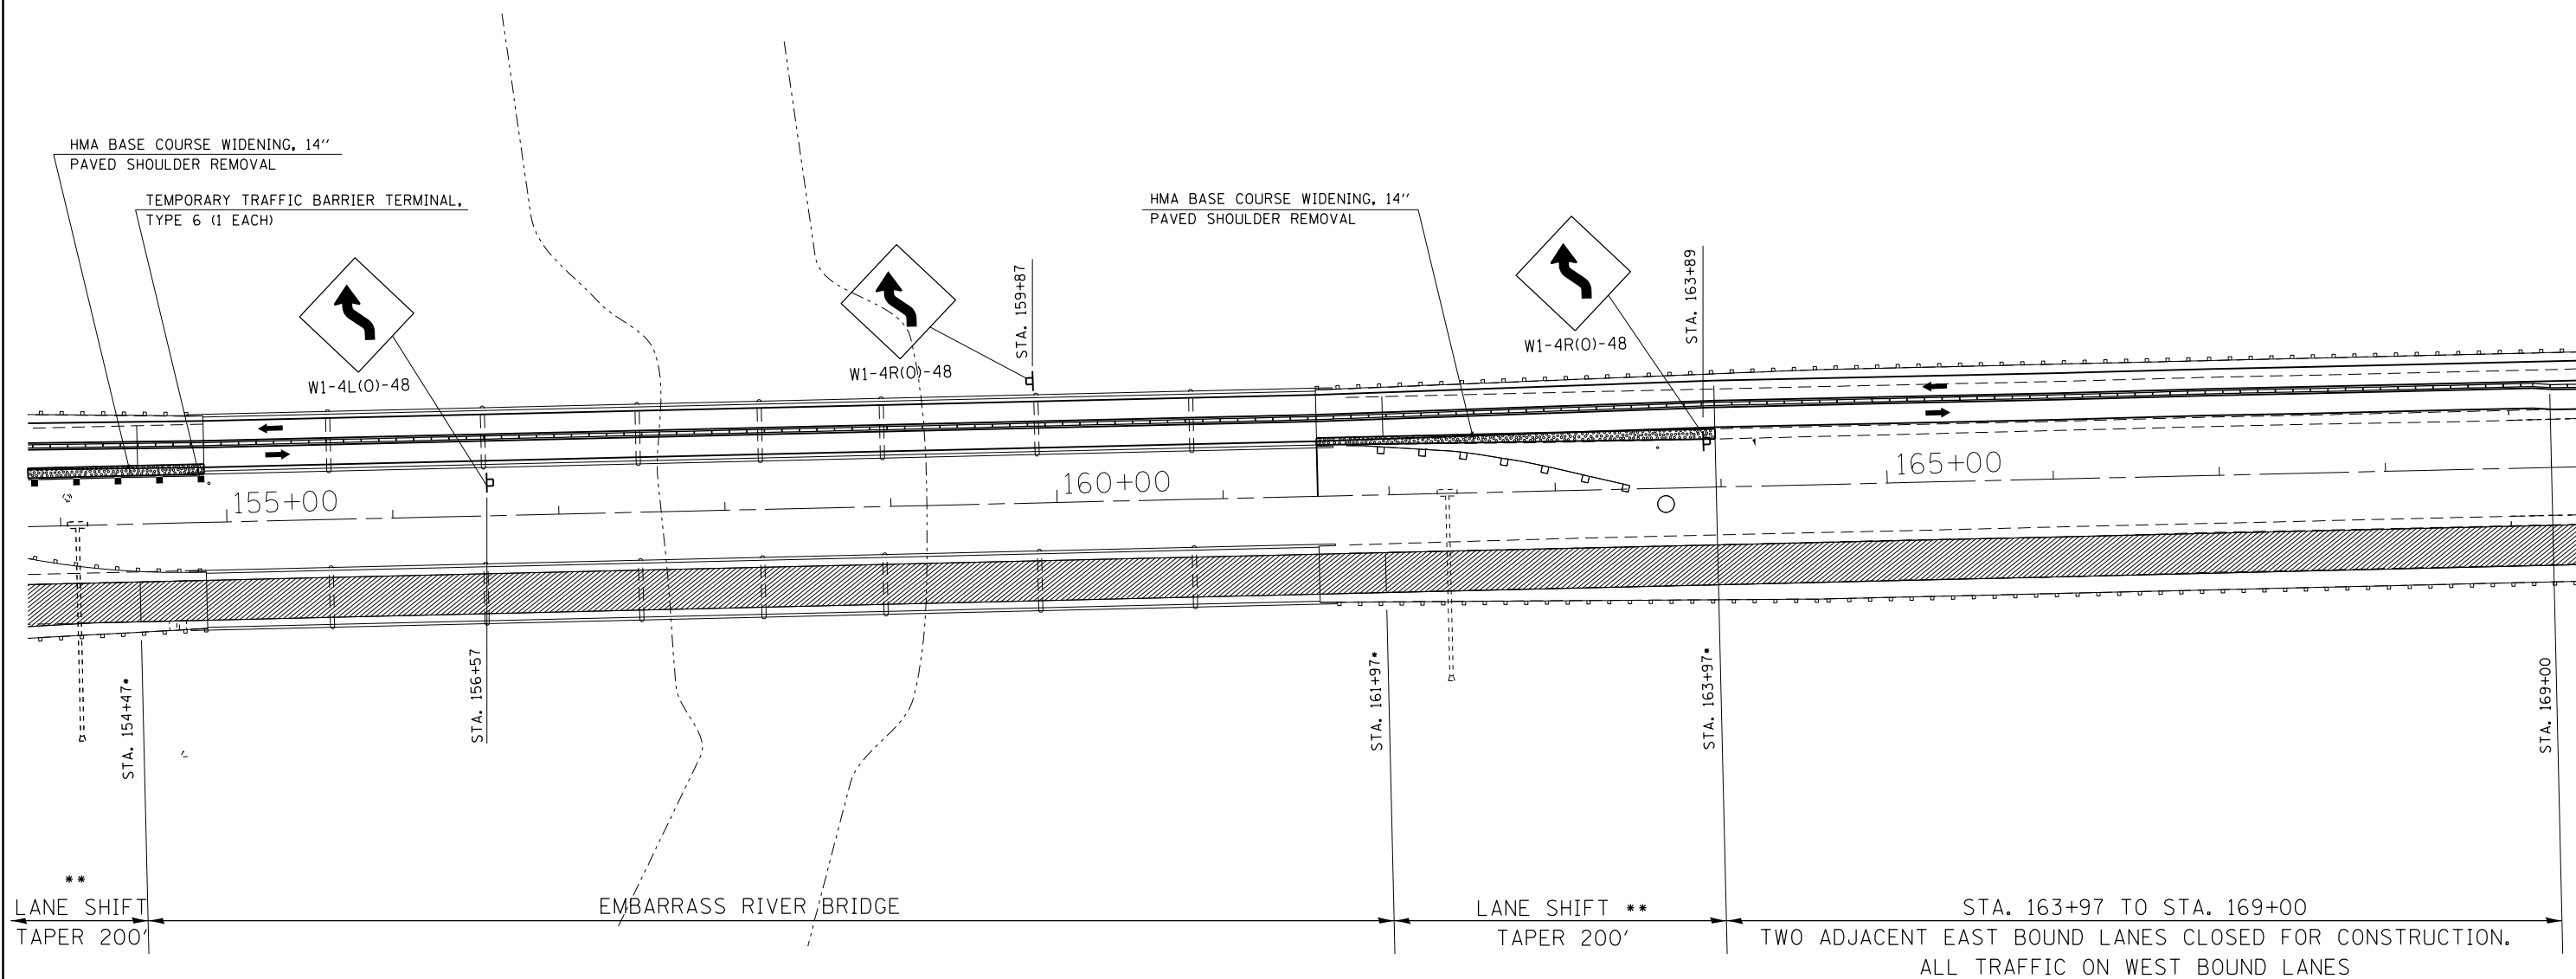 HMA BASE COURSE WIDENING, 14"
PAVED SHOULDER REMOVAL
TEMPORARY TRAFFIC BARRIER TERMINAL,
TYPE 6 (1 EACH)
HMA BASE COURSE WIDENING, 14"
PAVED SHOULDER REMOVAL
W1-4L(O)-48
W1-4R(O)-48
STA. 159+87
W1-4R(O)-48
STA. 163+89
155+00
160+00
165+00
STA. 154+47*
STA. 156+57
STA. 161+97*
STA. 163+97*
STA. 169+00
**
LANE SHIFT
TAPER 200'
EMBARRASS RIVER BRIDGE
LANE SHIFT **
TAPER 200'
STA. 163+97 TO STA. 169+00
TWO ADJACENT EAST BOUND LANES CLOSED FOR CONSTRUCTION.
ALL TRAFFIC ON WEST BOUND LANES